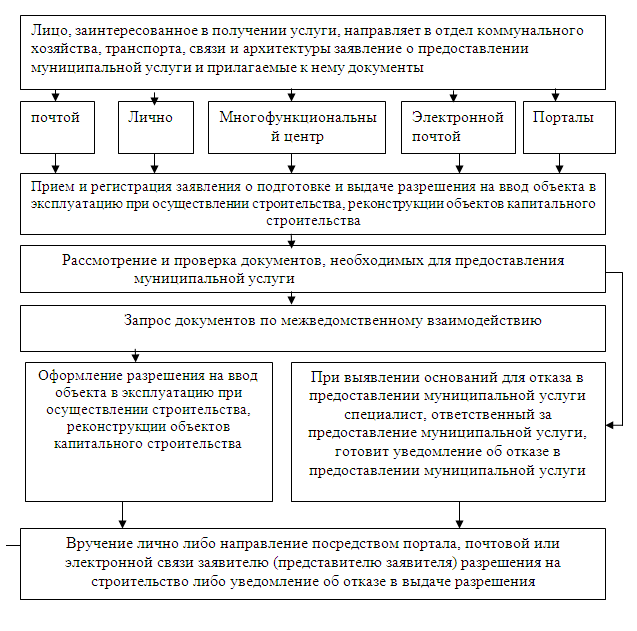 Лицо, заинтересованное в получении услуги, направляет в отдел коммунального
хозяйства, транспорта, связи и архитектуры заявление о предоставлении
муниципальной услуги и прилагаемые к нему документы
почтой
Лично
Многофункциональны
й центр
Электронной
почтой
Порталы
Прием и регистрация заявления о подготовке и выдаче разрешения на ввод объекта в
эксплуатацию при осуществлении строительства, реконструкции объектов капитального
строительства
Рассмотрение и проверка документов, необходимых для предоставления
муниципальной услуги
Запрос документов по межведомственному взаимодействию
Оформление разрешения на ввод
объекта в эксплуатацию при
осуществлении строительства,
реконструкции объектов
капитального строительства
При выявлении оснований для отказа в
предоставлении муниципальной услуги
специалист, ответственный за
предоставление муниципальной услуги,
готовит уведомление об отказе в
предоставлении муниципальной услуги
Вручение лично либо направление посредством портала, почтовой или
электронной связи заявителю (представителю заявителя) разрешения на
строительство либо уведомление об отказе в выдаче разрешения